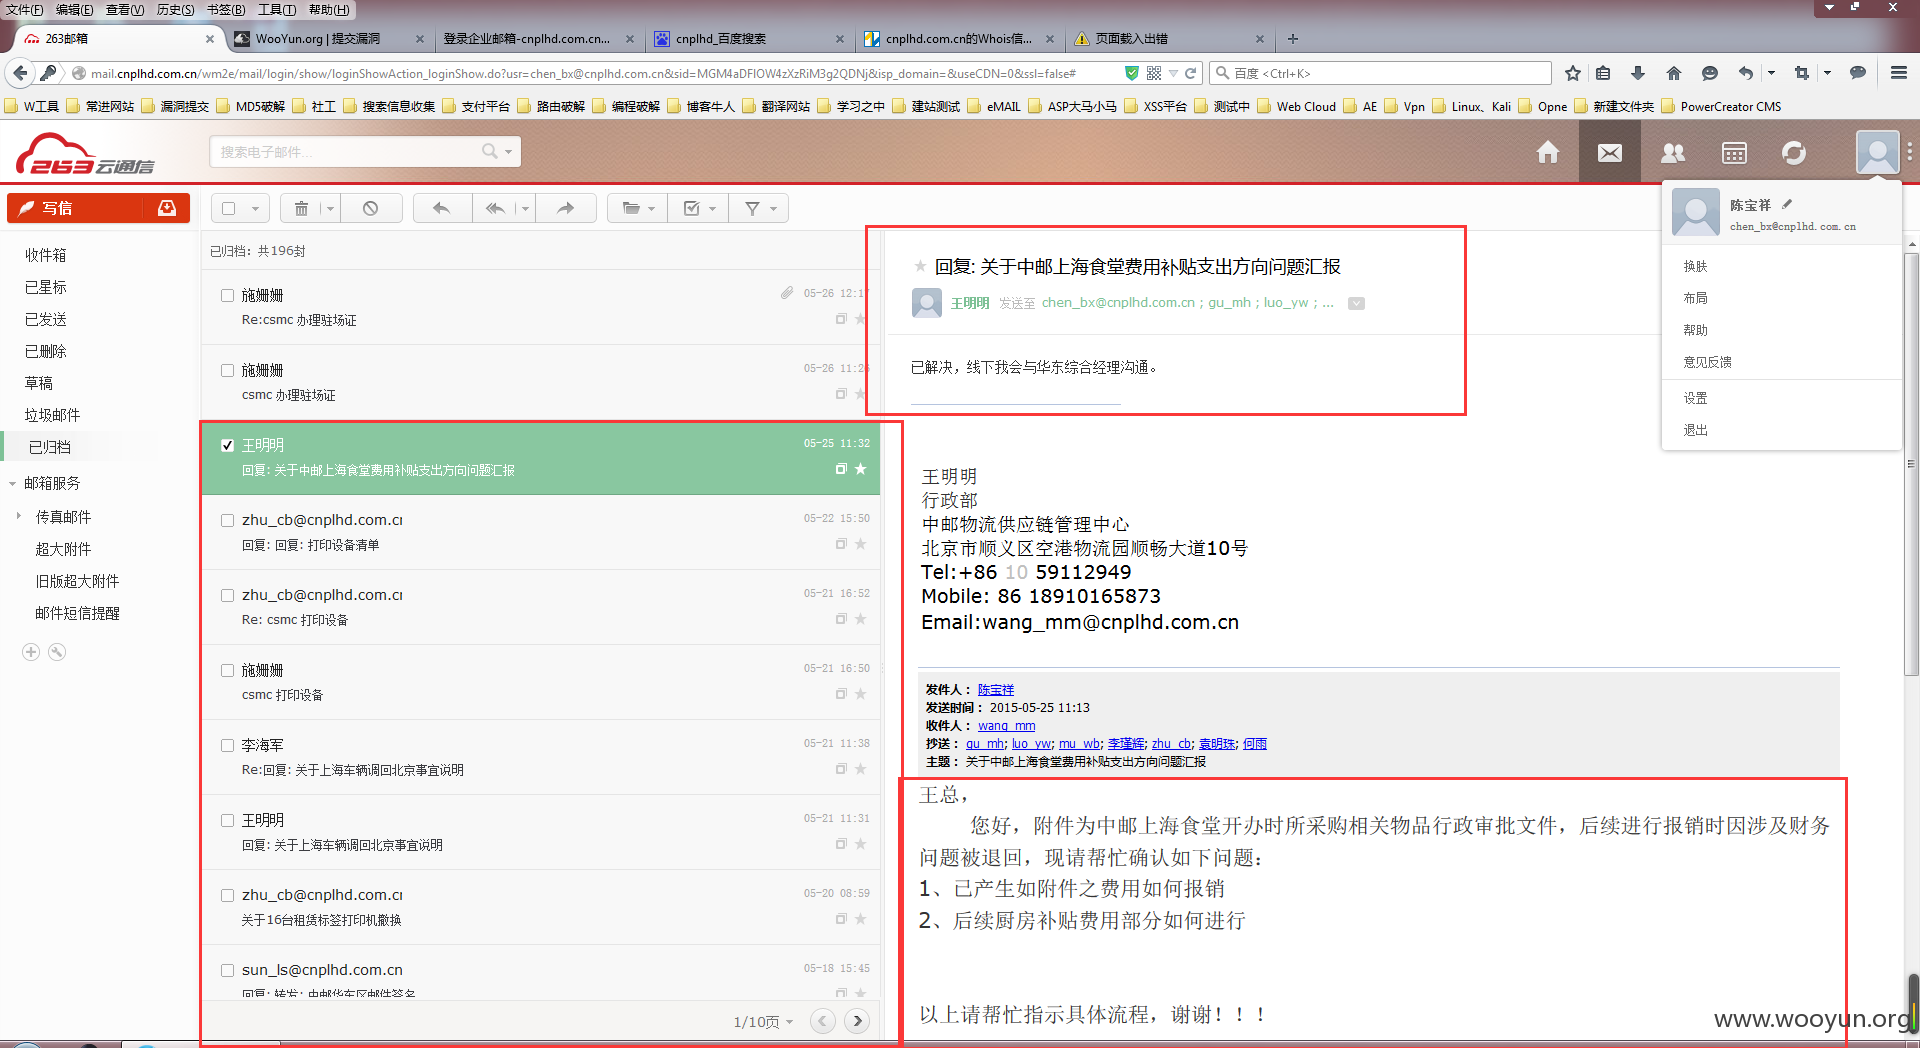 文件(F) 编辑(E) 查看(V) 历史(S) 书签(B) 工具(T) 帮助(H)
263邮箱
WooYun.org | 提交漏洞
登录企业邮箱-cnplhd.com.cn...
cnplhd_百度搜索
cnplhd.com.cn的Whois信...
页面载入出错
mail.cnplhd.com.cn/wm2e/mail/login/show/loginShowAction_loginShow.do?usr=chen_bx@cnplhd.com.cn&sid=MGM4aDFlOW4zXzRiM3g2QDNj&isp_domain=&useCDN=0&ssl=false#
百度 <Ctrl+K>
W工具 常进网站 漏洞提交 MD5破解 社工 搜索信息收集 支付平台 路由破解 编程破解 博客牛人 翻译网站 学习之中 建站测试 eMAIL ASP大马小马 XSS平台 测试中 Web Cloud AE Vpn Linux、Kali Opne 新建文件夹 PowerCreator CMS
263云通信
搜索电子邮件...
写信
收件箱
已星标
已发送
已删除
草稿
垃圾邮件
已归档
邮箱服务
传真邮件
超大附件
旧版超大附件
邮件短信提醒
已归档：共196封
施姗姗 05-26 12:17
Re:csmc 办理驻场证
施姗姗 05-26 11:26
csmc 办理驻场证
王明明 05-25 11:32
回复: 关于中邮上海食堂费用补贴支出方向问题汇报
zhu_cb@cnplhd.com.cn 05-22 15:50
回复: 回复: 打印设备清单
zhu_cb@cnplhd.com.cn 05-21 16:52
Re: csmc 打印设备
施姗姗 05-21 16:50
csmc 打印设备
李海军 05-21 11:38
Re:回复: 关于上海车辆调回北京事宜说明
王明明 05-21 11:31
回复: 关于上海车辆调回北京事宜说明
zhu_cb@cnplhd.com.cn 05-20 08:59
关于16台租赁标签打印机撤换
sun_ls@cnplhd.com.cn 05-18 15:45
回复: 转发: 中邮华东区邮件签名
1/10页
回复: 关于中邮上海食堂费用补贴支出方向问题汇报
王明明 发送至 chen_bx@cnplhd.com.cn ; gu_mh ; luo_yw ; ...
已解决，线下我会与华东综合经理沟通。
王明明
行政部
中邮物流供应链管理中心
北京市顺义区空港物流园顺畅大道10号
Tel:+86 10 59112949
Mobile: 86 18910165873
Email:wang_mm@cnplhd.com.cn
发件人： 陈宝祥
发送时间： 2015-05-25 11:13
收件人： wang_mm
抄送： gu_mh; luo_yw; mu_wb; 李瑾辉; zhu_cb; 袁明珠; 何雨
主题： 关于中邮上海食堂费用补贴支出方向问题汇报
王总，
您好，附件为中邮上海食堂开办时所采购相关物品行政审批文件，后续进行报销时因涉及财务
问题被退回，现请帮忙确认如下问题：
1、已产生如附件之费用如何报销
2、后续厨房补贴费用部分如何进行
以上请帮忙指示具体流程，谢谢！！！
陈宝祥
chen_bx@cnplhd.com.cn
换肤
布局
帮助
意见反馈
设置
退出
www.wooyun.org